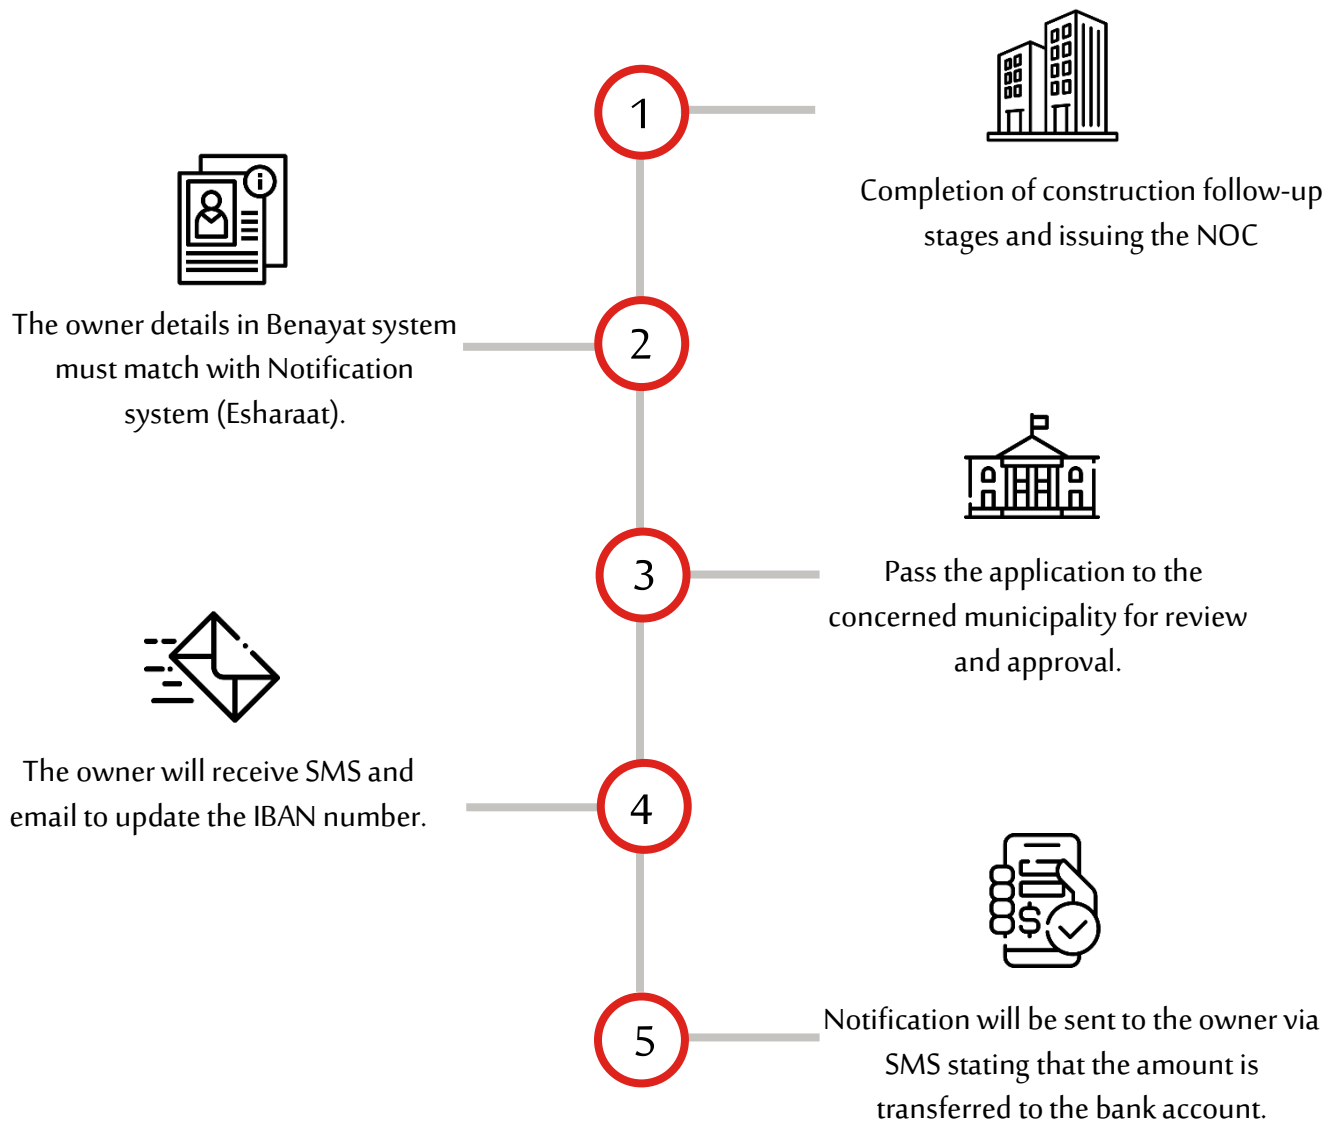 1
Completion of construction follow-up
stages and issuing the NOC
2
The owner details in Benayat system
must match with Notification
system (Esharaat).
3
Pass the application to the
concerned municipality for review
and approval.
4
The owner will receive SMS and
email to update the IBAN number.
5
Notification will be sent to the owner via
SMS stating that the amount is
transferred to the bank account.